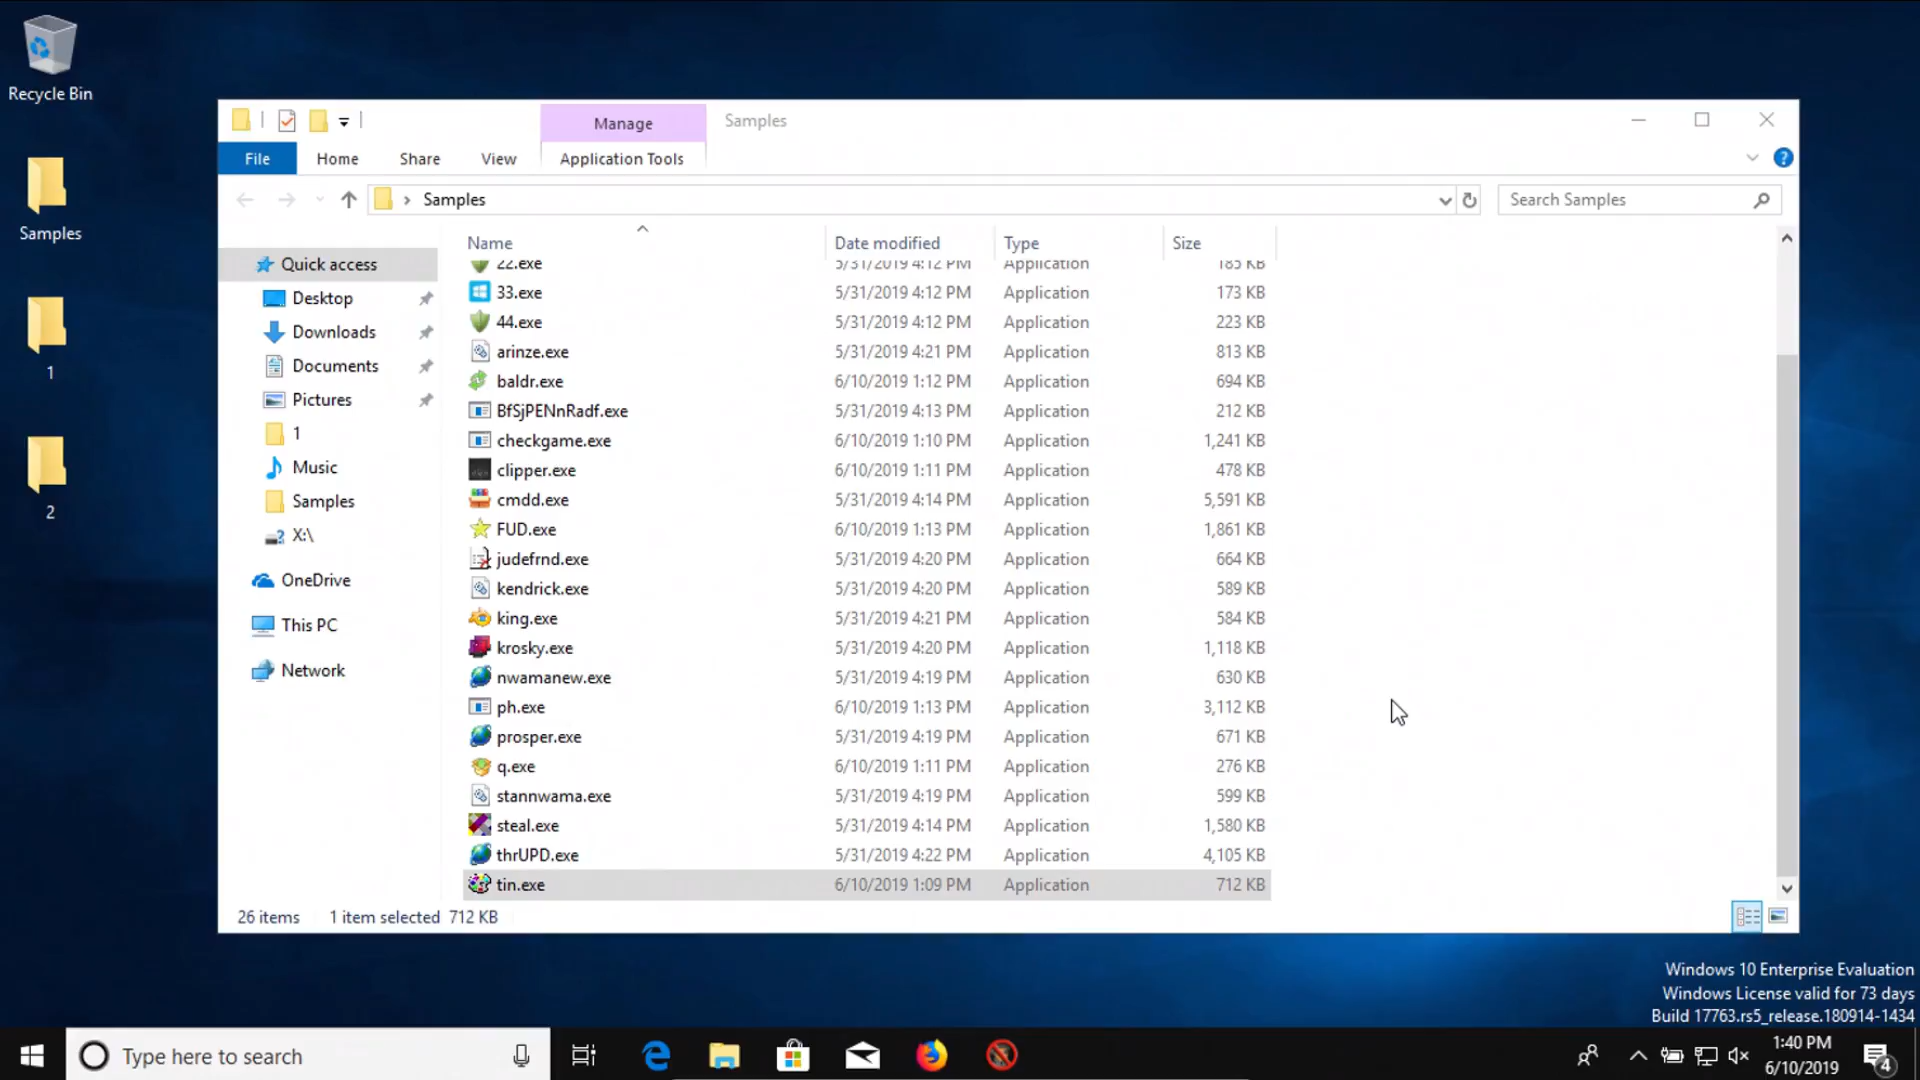 Recycle Bin
Samples
1
2
Manage
Samples
File
Home
Share
View
Application Tools
Samples
Search Samples
Quick access
Desktop
Downloads
Documents
Pictures
1
Music
Samples
X:\
OneDrive
This PC
Network
Name Date modified Type Size
22.exe 5/31/2019 4:12 PM Application 185 KB
33.exe 5/31/2019 4:12 PM Application 173 KB
44.exe 5/31/2019 4:12 PM Application 223 KB
arinze.exe 5/31/2019 4:21 PM Application 813 KB
baldr.exe 6/10/2019 1:12 PM Application 694 KB
BfSjPENnRadf.exe 5/31/2019 4:13 PM Application 212 KB
checkgame.exe 6/10/2019 1:10 PM Application 1,241 KB
clipper.exe 6/10/2019 1:11 PM Application 478 KB
cmdd.exe 5/31/2019 4:14 PM Application 5,591 KB
FUD.exe 6/10/2019 1:13 PM Application 1,861 KB
judefrnd.exe 5/31/2019 4:20 PM Application 664 KB
kendrick.exe 5/31/2019 4:20 PM Application 589 KB
king.exe 5/31/2019 4:21 PM Application 584 KB
krosky.exe 5/31/2019 4:20 PM Application 1,118 KB
nwamanew.exe 5/31/2019 4:19 PM Application 630 KB
ph.exe 6/10/2019 1:13 PM Application 3,112 KB
prosper.exe 5/31/2019 4:19 PM Application 671 KB
q.exe 6/10/2019 1:11 PM Application 276 KB
stannwama.exe 5/31/2019 4:19 PM Application 599 KB
steal.exe 5/31/2019 4:14 PM Application 1,580 KB
thrUPD.exe 5/31/2019 4:22 PM Application 4,105 KB
tin.exe 6/10/2019 1:09 PM Application 712 KB
26 items 1 item selected 712 KB
Windows 10 Enterprise Evaluation
Windows License valid for 73 days
Build 17763.rs5_release.180914-1434
Type here to search
1:40 PM
6/10/2019
4